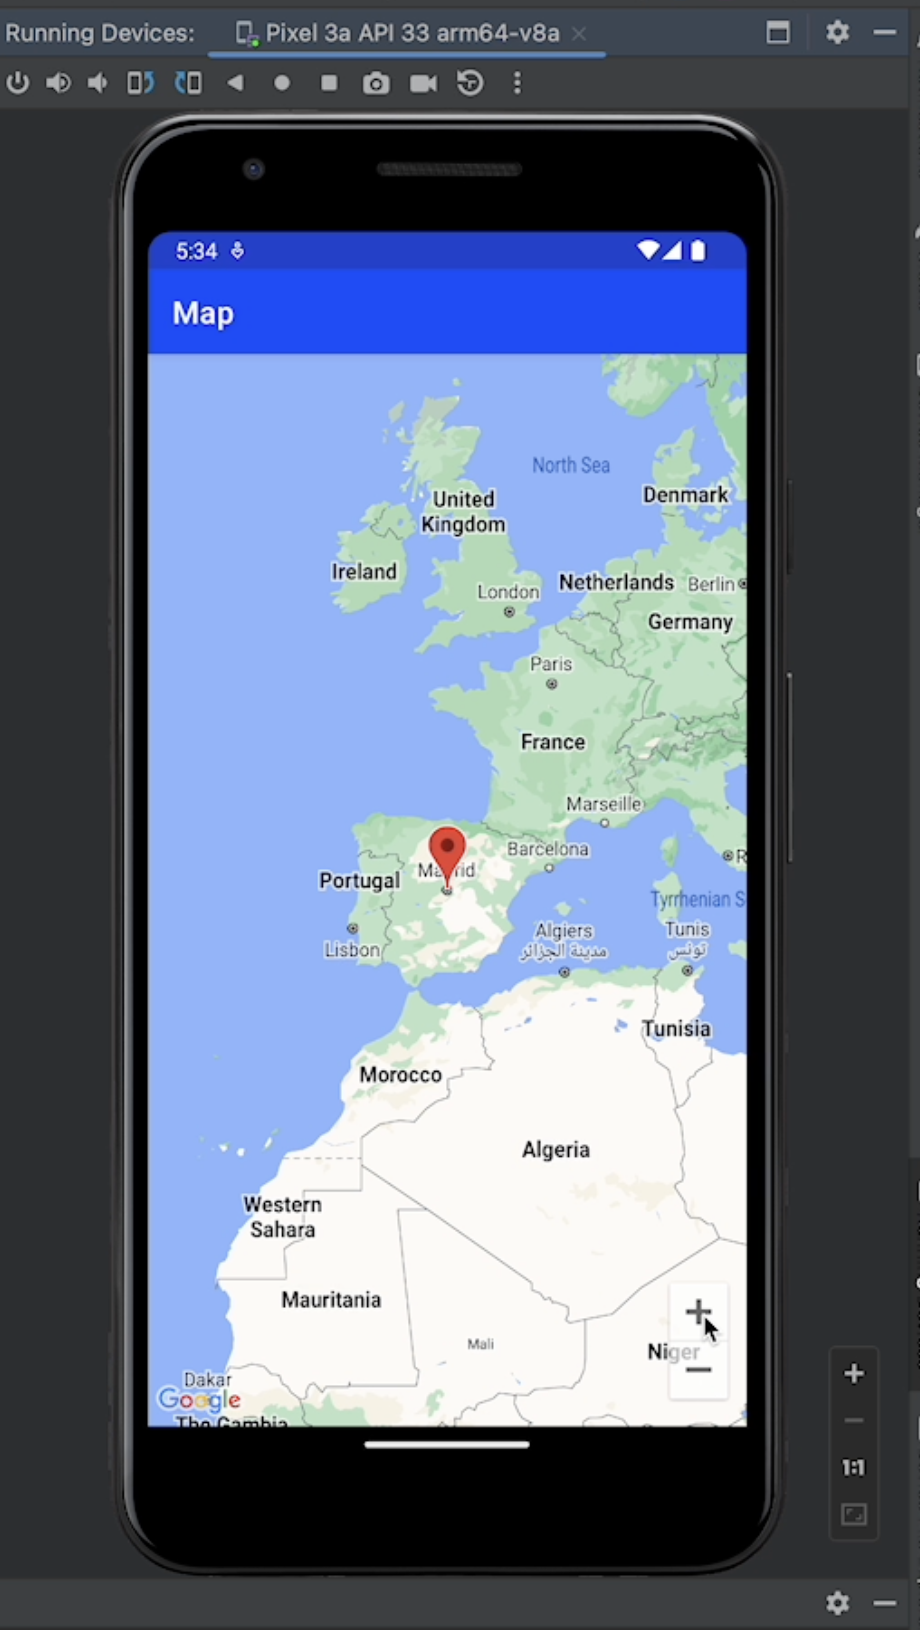 Running Devices:
Pixel 3a API 33 arm64-v8a
5:34
Map
North Sea
United
Kingdom
Denmark
Ireland
London
Netherlands
Berlin
Germany
Paris
France
Marseille
Barcelona
Madrid
Portugal
R
Tyrrhenian S
Lisbon
Algiers
مدينة الجزائر
Tunis
تونس
Tunisia
Morocco
Algeria
Western
Sahara
Mauritania
Mali
Niger
Dakar
Google
The Gambia
1:1